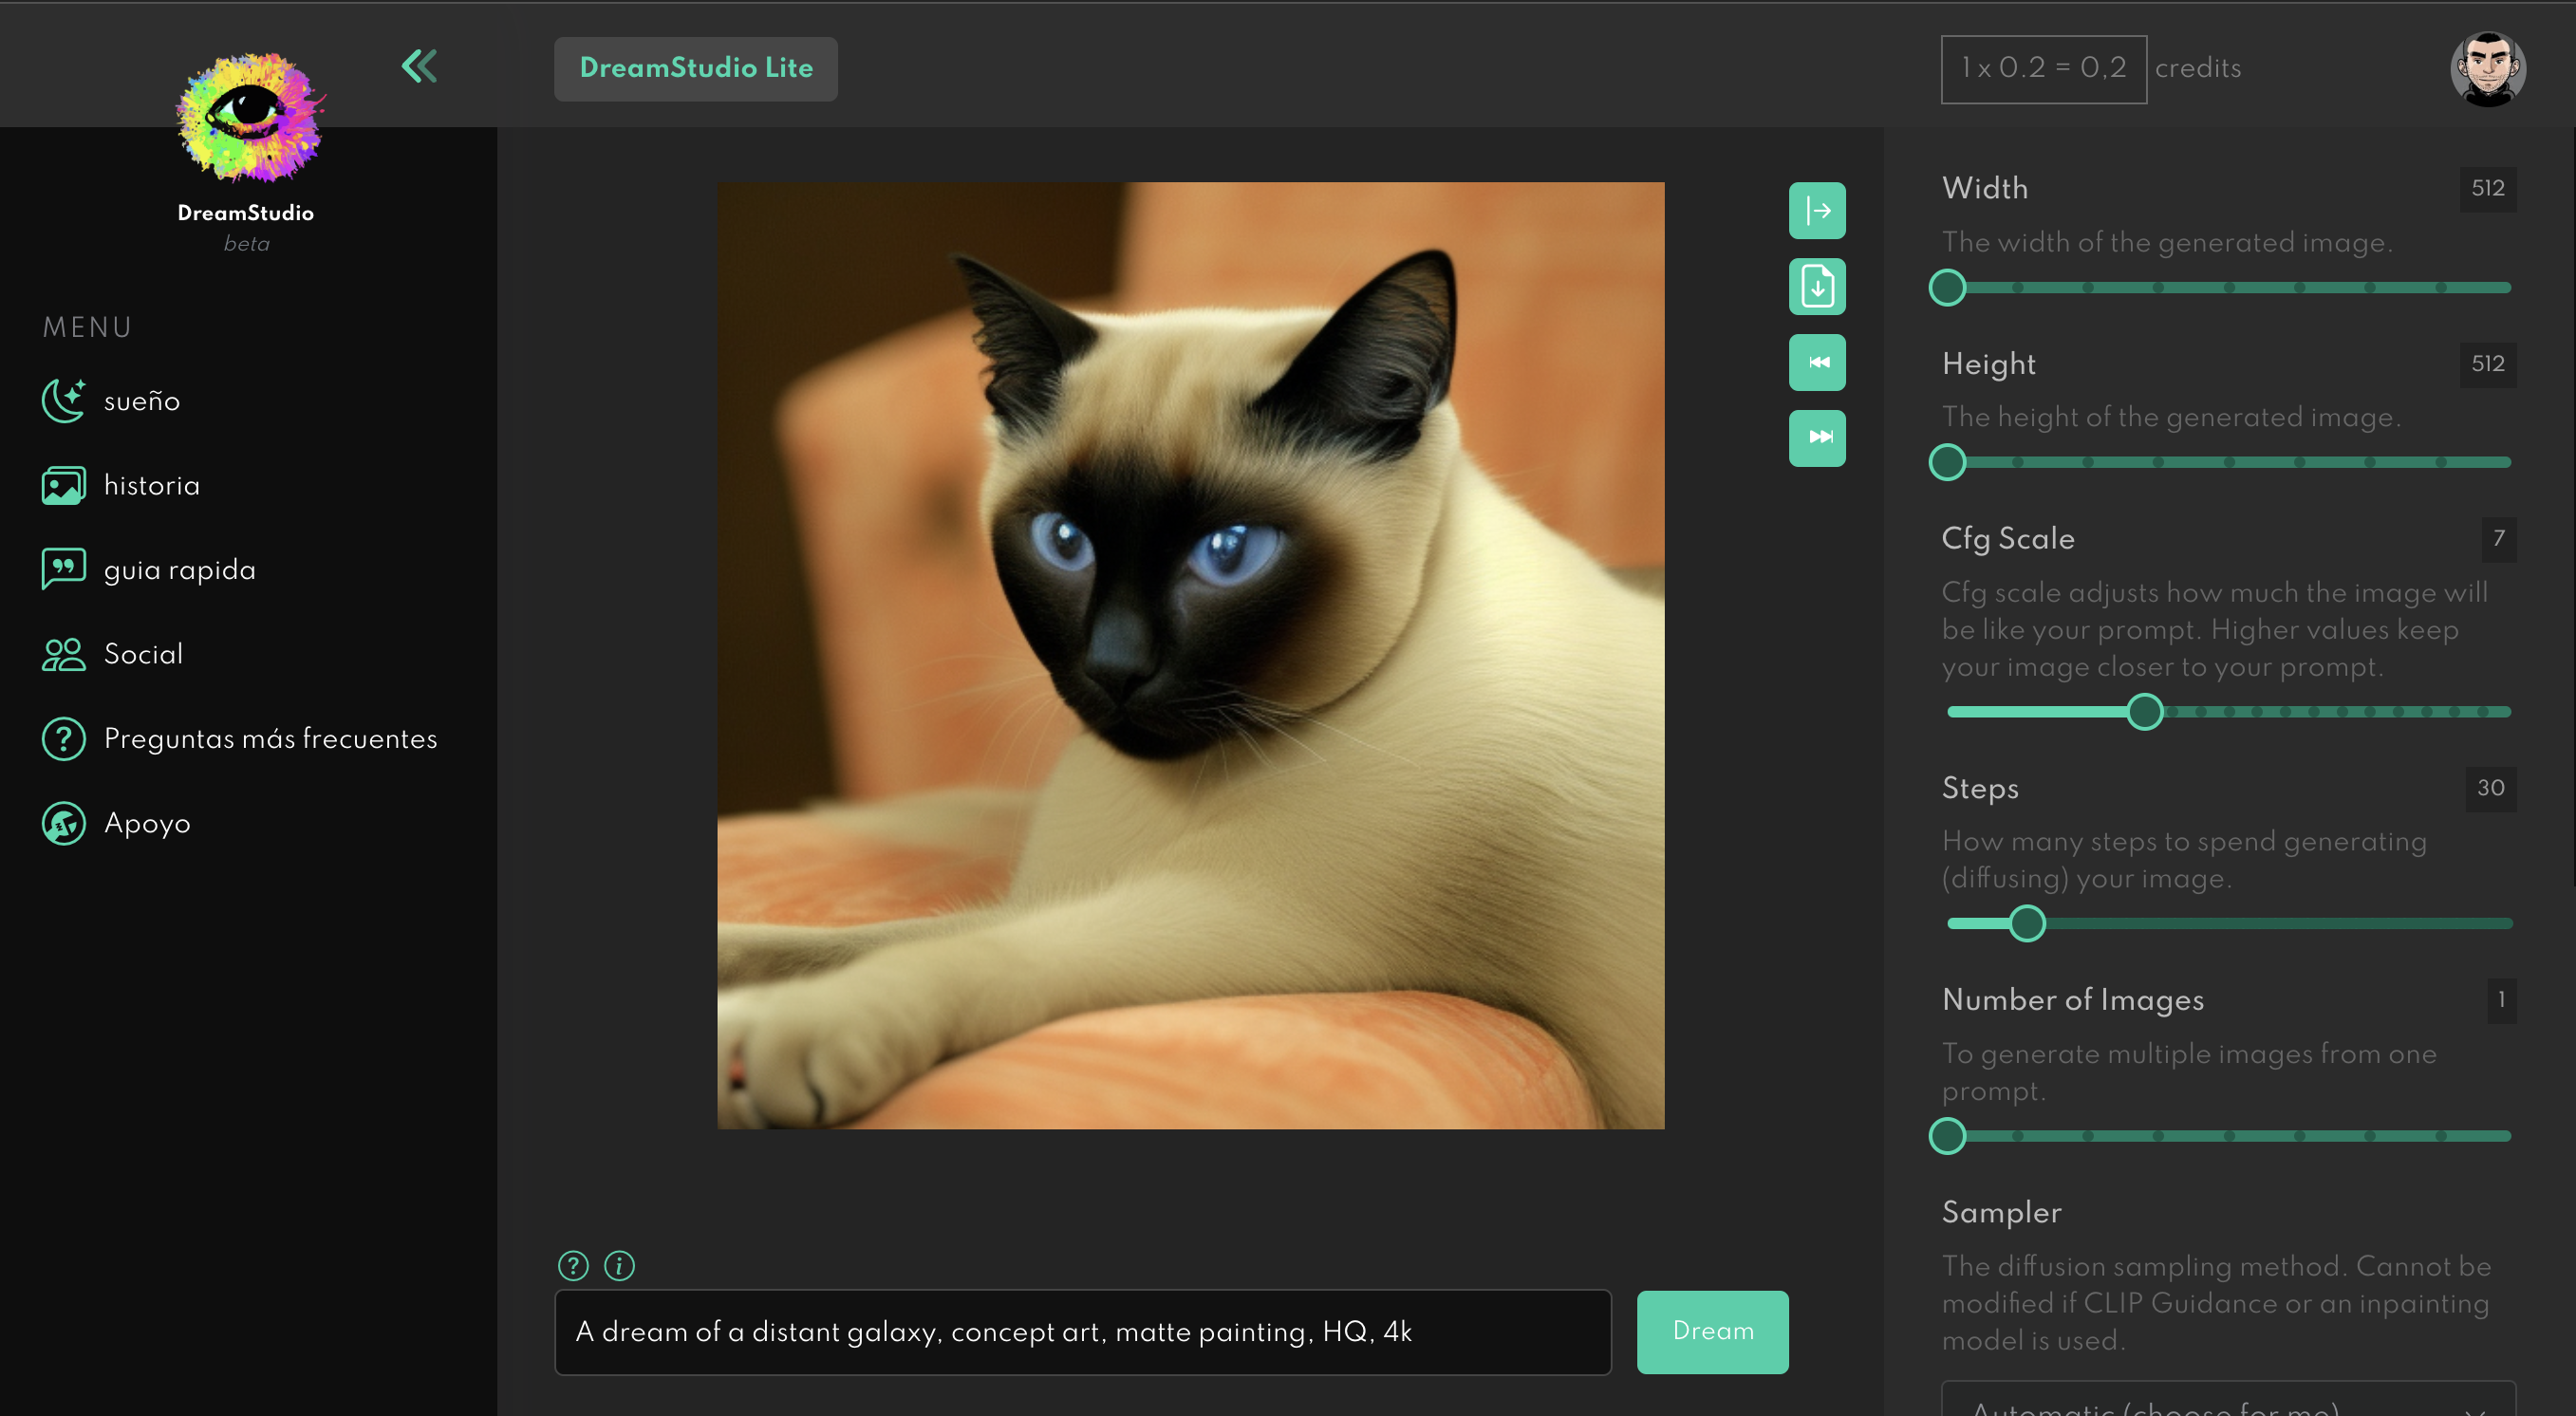 DreamStudio
beta
MENU
sueño
historia
guia rapida
Social
Preguntas más frecuentes
Apoyo
DreamStudio Lite
1 x 0.2 = 0,2 credits
A dream of a distant galaxy, concept art, matte painting, HQ, 4k
Dream
Width 512
The width of the generated image.
Height 512
The height of the generated image.
Cfg Scale 7
Cfg scale adjusts how much the image will
be like your prompt. Higher values keep
your image closer to your prompt.
Steps 30
How many steps to spend generating
(diffusing) your image.
Number of Images 1
To generate multiple images from one
prompt.
Sampler
The diffusion sampling method. Cannot be
modified if CLIP Guidance or an inpainting
model is used.
Automatic (choose for me)